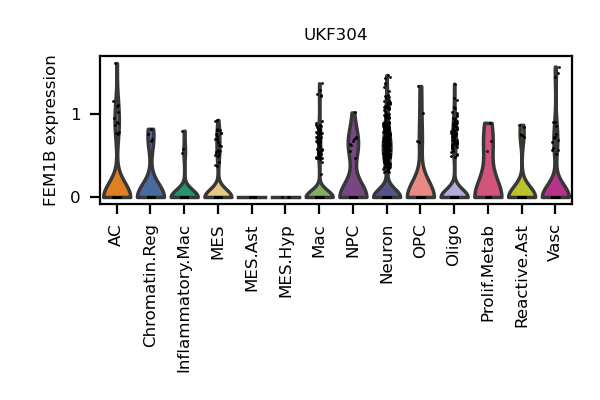 UKF304
FEM1B expression
1
0
AC
Chromatin.Reg
Inflammatory.Mac
MES
MES.Ast
MES.Hyp
Mac
NPC
Neuron
OPC
Oligo
Prolif.Metab
Reactive.Ast
Vasc